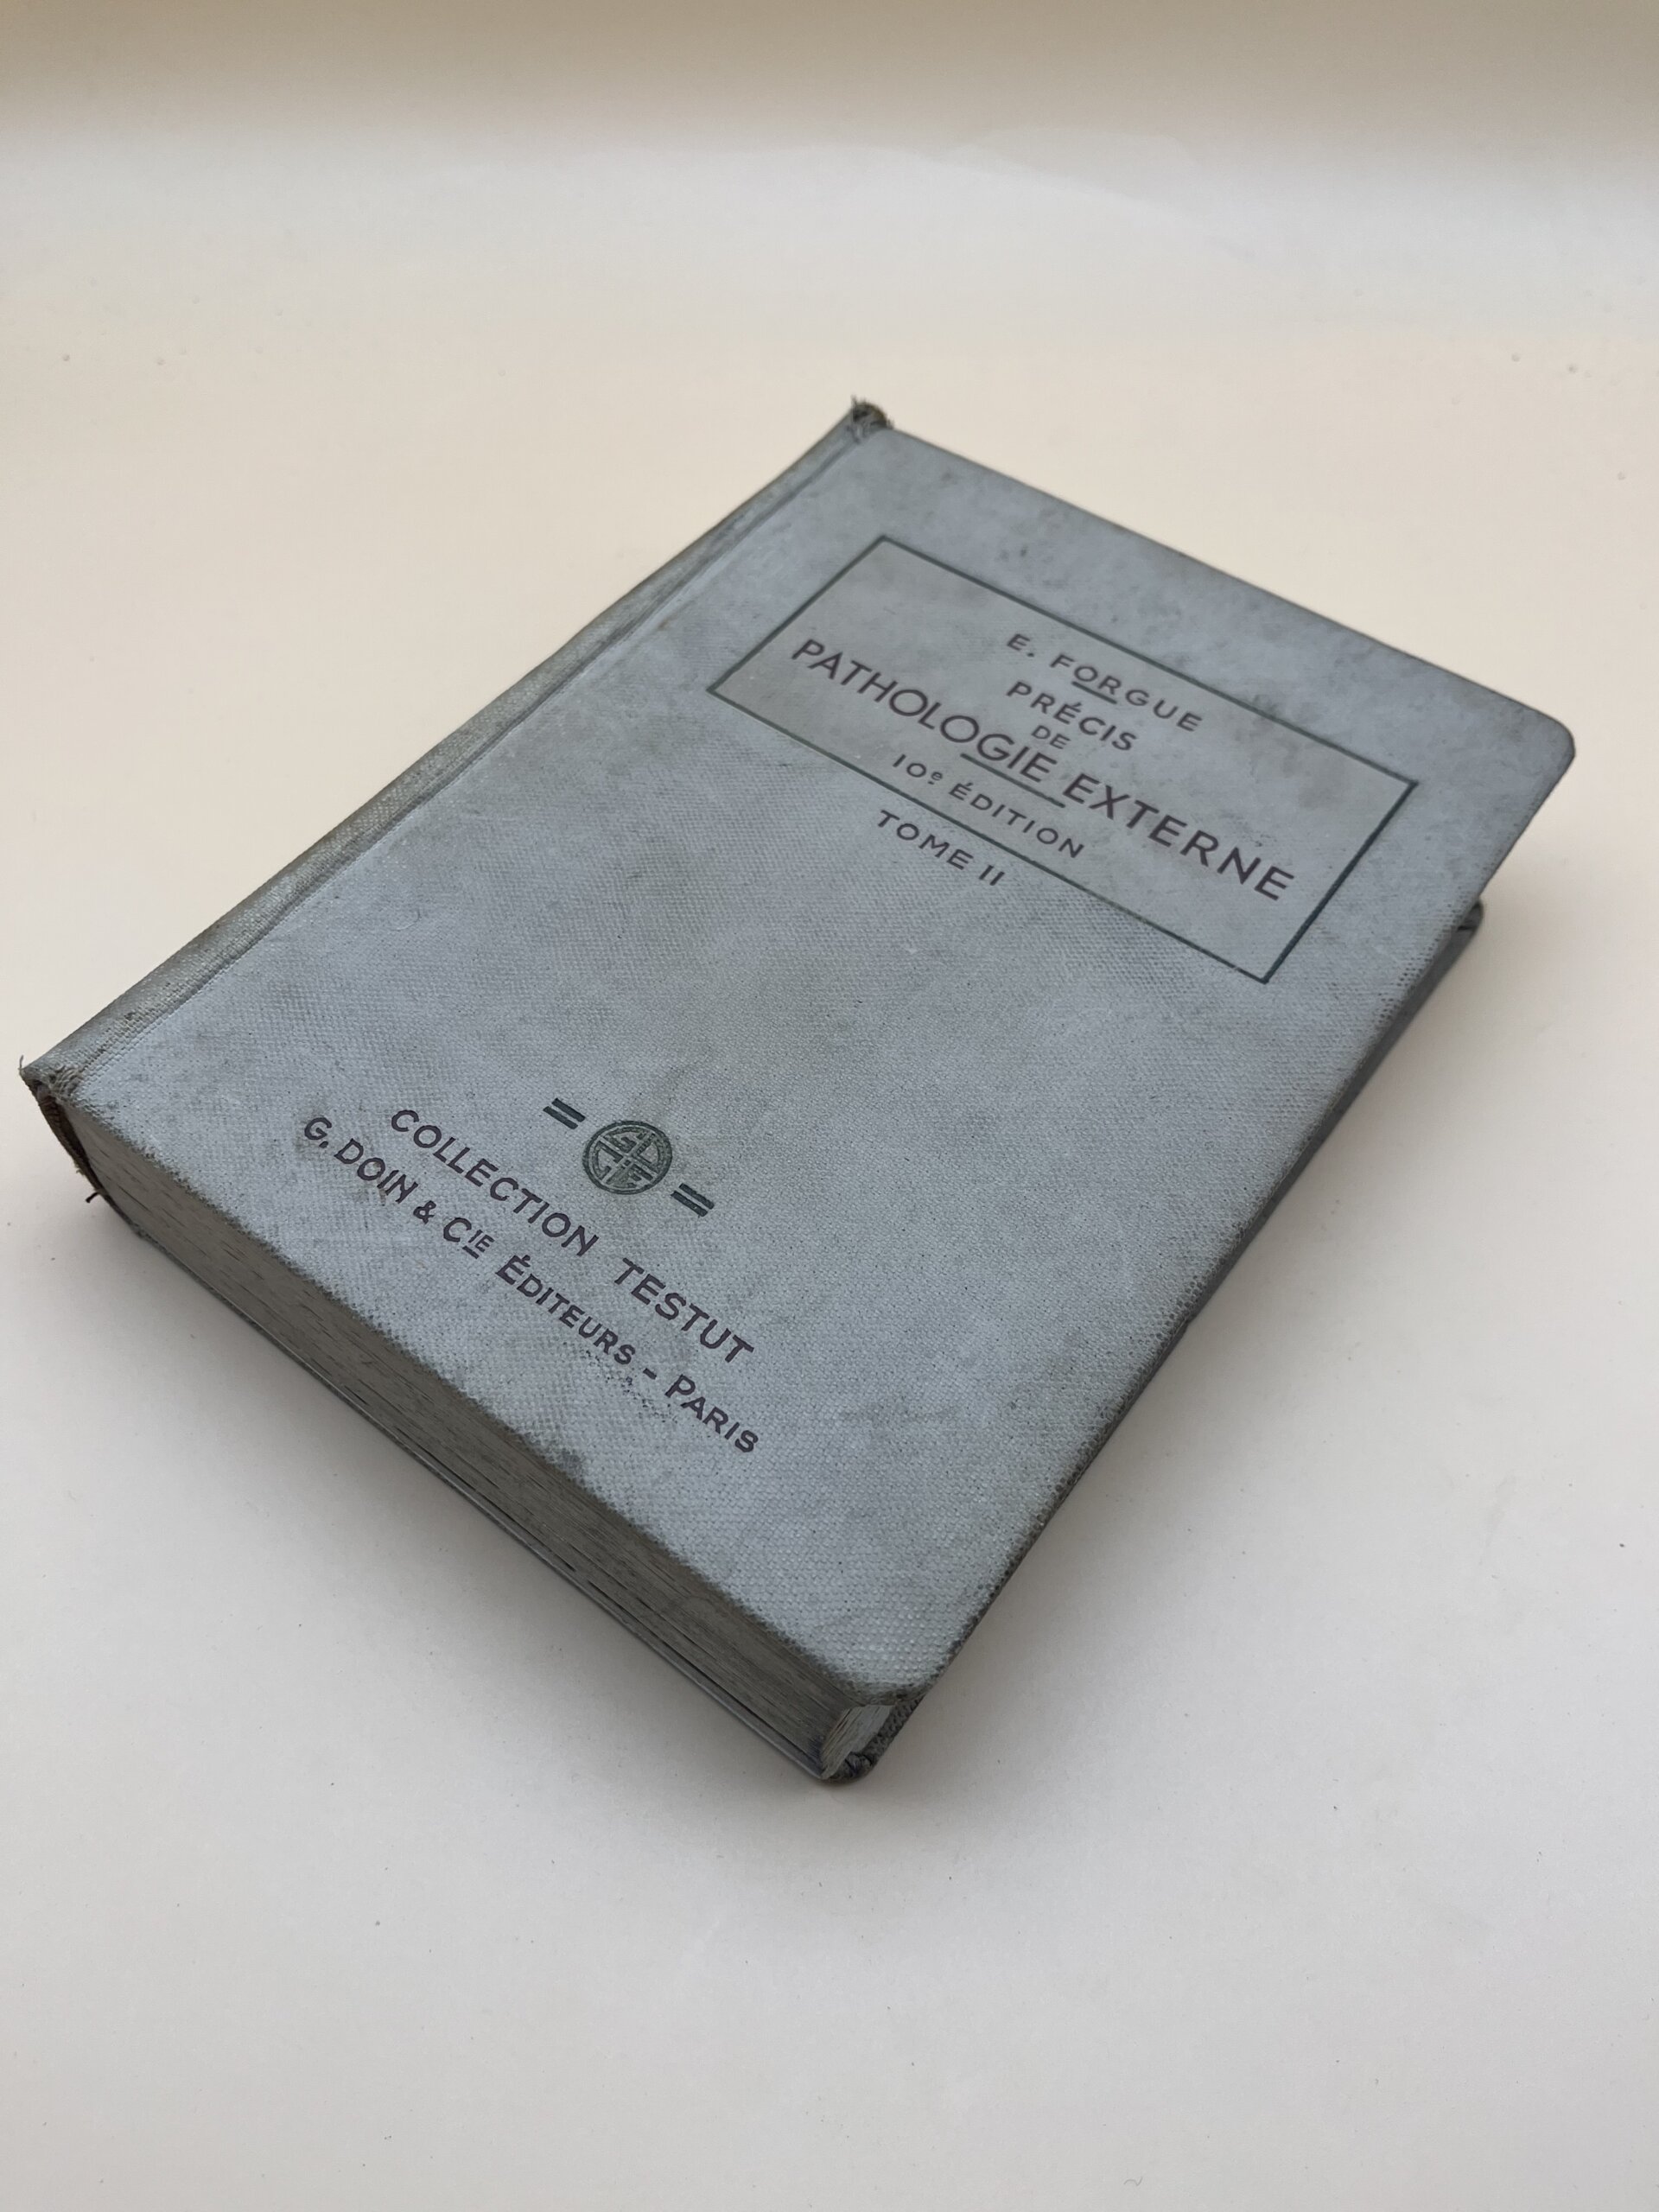 E. FORGUE
PRÉCIS
DE
PATHOLOGIE EXTERNE
10e ÉDITION
TOME II
COLLECTION TESTUT
G. DOIN & CIE ÉDITEURS - PARIS